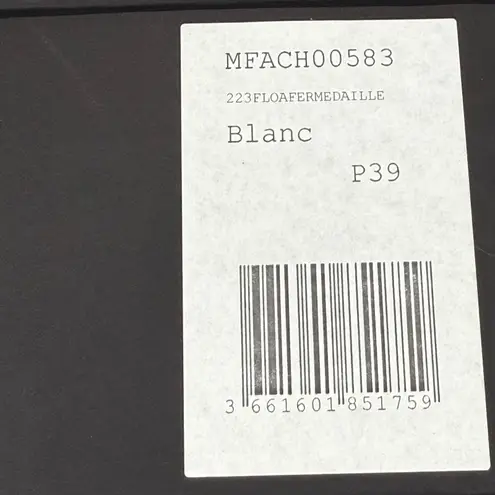 MFACH00583
223FLOAFERMEDAILLE
Blanc
P39
3 661601 851759